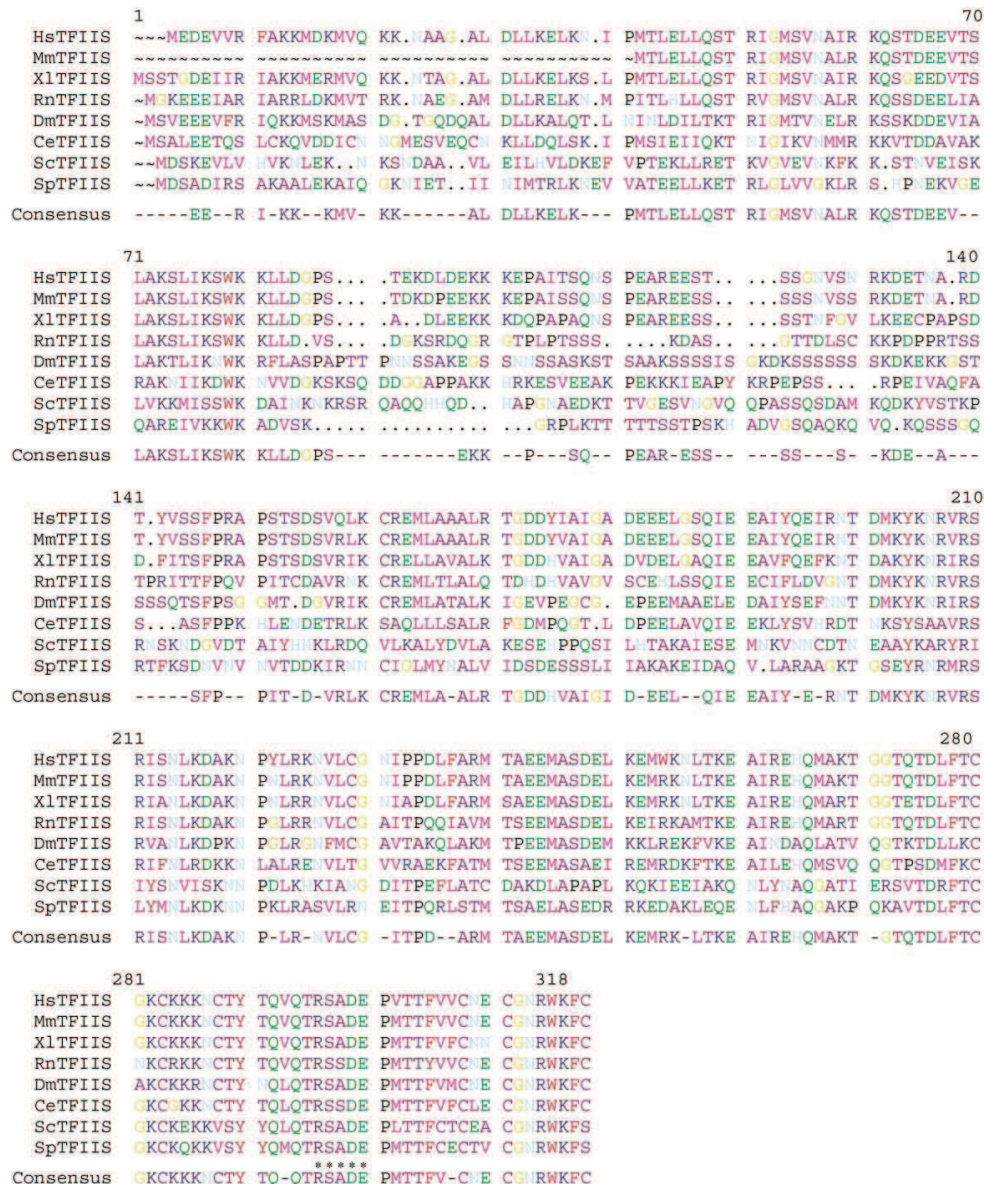 1 70
HsTFIIS ~~~MEDEVVR FAKKMDKMVQ KK.NAAG.AL DLLKELKN.I PMTLELLQST RIGMSVNAIR KQSTDEEVTS
MmTFIIS ~~~~~~~~~~ ~~~~~~~~~~ ~~~~~~~~~~ ~~~~~~~~~~ ~MTLELLQST RIGMSVNAIR KQSTDEEVTS
XlTFIIS MSSTGDEIIR IAKKMERMVQ KK.NTAG.AL DLLKELKS.L PMTLELLQST RIGMSVNAIR KQSGEEDVTS
RnTFIIS ~MGKEEEIAR IARRLDKMVT RK.NAEG.AM DLLRELKN.M PITLHLLQST RVGMSVNALR KQSSDEELIA
DmTFIIS ~MSVEEEVFR IQKKMSKMAS DG.TGQDQAL DLLKALQT.L NINLDILTKT RIGMTVNELR KSSKDDEVIA
CeTFIIS ~MSALEETQS LCKQVDDICN NGMESVEQCN KLLDQLSK.I PMSIEIIQKT NIGIKVNMMR KKVTDDAVAK
ScTFIIS ~~MDSKEVLV HVKNLEK..N KSNDAA..VL EILHVLDKEF VPTEKLLRET KVGVEVNKFK K.STNVEISK
SpTFIIS ~~MDSADIRS AKAALEKAIQ GKNIET..II NIMTRLKNEV VATEELLKET RLGLVVGKLR S.HPNEKVGE
Consensus -----EE--R I-KK--KMV- KK------AL DLLKELK--- PMTLELLQST RIGMSVNALR KQSTDEEV--
71 140
HsTFIIS LAKSLIKSWK KLLDGPS... .TEKDLDEKK KEPAITSQNS PEAREEST.. ..SSGNVSN RKDETNA.RD
MmTFIIS LAKSLIKSWK KLLDGPS... .TDKDPEEKK KEPAISSQNS PEAREESS.. ...SSNVSS RKDETNA.RD
XlTFIIS LAKSLIKSWK KLLDGPS... .A..DLEEKK KDQPAPAQNS PEAREESS.. ...SSTNFGV LKEECPAPSD
RnTFIIS LAKSLIKSWK KLLD.VS... .DGKSRDQGR GTPLPTSSS. ..KDAS.... ..GTTDLSCK KPDPPRTSS
DmTFIIS LAKTLIKNWK RFLASPAPTT PNNSSAKEGS SNNSSASKST SAAKSSSSIS GKDKSSSSSS SKDKEKKGST
CeTFIIS RAKNIIKDWK NVVDGKSKSQ DDGGAPPAKK HRKESVEEAK PEKKKIEAPY KRPEPSS... .RPEIVAQFA
ScTFIIS LVKKMISSWK DAINKNKRSR QAQQHHQD.. HAPGNAEDKT TVGESVNGVQ QPASSQSDAM KQDKYVSTKP
SpTFIIS QAREIVKKWK ADVSK..... .......... ...GRPLKTTT TTTSSTPSKH ADVGSQAQKQ VQ.KQSSSGQ
Consensus LAKSLIKSWK KLLDGPS--- -------EKK --P---SQ-- PEAR-ESS-- ---SS---S- -KDE--A---
141 210
HsTFIIS T.YVSSFPRA PSTSDSVQLK CREMLAAALR TGDDYIAIGA DEEELGSQIE EAIYQEIRNT DMKYKNRVRS
MmTFIIS T.YVSSFPRA PSTSDSVRLK CREMLAAALR TGDDYVAIGA DEEELGSQIE EAIYQEIRNT DMKYKNRVRS
XlTFIIS D.FITSFPRA PSTSDSVRIK CRELLAVALK TGDDHVAIGA DVDELGAQIE EAVFQEFKNT DAKYKNRIRS
RnTFIIS TPRITTFPQV PITCDAVRNK CREMLTLALQ TDHDHVAVGV SCEHLSSQIE ECIFLDVGNT DMKYKNRVRS
DmTFIIS SSSQTSFPSG GMT.DGVRIK CREMLATALK IGEVPEGCG. EPEEMAAELE DAIYSEFNNT DMKYKNRIRS
CeTFIIS S...ASFPPK HLENDETRLK SAQLLLSALR FGDMPQGT.L DPEELAVQIE EKLYSVHRDT NKSYSAAVRS
ScTFIIS RNSKNDGVDT AIYHHKLRDQ VLKALYDVLA KESEHPPQSI LHTAKAIESE MNKVNNCDTN EAAYKARYRI
SpTFIIS RTFKSDNVNV NVTDDKIRNN CIGLMYNALV IDSDESSSLI IAKAKEIDAQ V.LARAAGKT GSEYRNRMRS
Consensus -----SFP-- PIT-D-VRLK CREMLA-ALR TGDDHVAIGI D-EEL--QIE EAIY-E-RNT DMKYKNRVRS
211 280
HsTFIIS RISNLKDAKN PYLRKNVLCG NIPPDLFARM TAEEMASDEL KEMWKNLTKE AIREHQMAKT GGTQTDLFTC
MmTFIIS RISNLKDAKN PNLRKNVLCG NIPPDLFARM TAEEMASDEL KEMRKNLTKE AIREHQMAKT GGTQTDLFTC
XlTFIIS RIANLKDAKN PNLRRNVLCG NIAPDLFARM SAEEMASDEL KEMRKNLTKE AIREHQMART GGTETDLFTC
RnTFIIS RISNLKDAKN PGLRRNVLCG AITPQQIAVM TSEEMASDEL KEIRKAMTKE AIREHQMART GGTQTDLFTC
DmTFIIS RVANLKDPKN PGLRGNFMCG AVTAKQLAKM TPEEMASDEM KKLREKFVKE AINDAQLATV QGTKTDLLKC
CeTFIIS RIFNLRDKKN LALRENVLTG VVRAEKFATM TSEEMASAEI REMRDKFTKE AILEHQMSVQ QGTPSDMFKC
ScTFIIS IYSNVISKNN PDLKHKIANG DITPEFLATC DAKDLAPAPL KQKIEEIAKQ NLYNAQGATI ERSVTDRFTC
SpTFIIS LYMNLKDKNN PKLRASVLRN EITPQRLSTM TSAELASEDR RKEDAKLEQE NLFHAQGAKP QKAVTDLFTC
Consensus RISNLKDAKN P-LR-NVLCG -ITPD--ARM TAEEMASDEL KEMRK-LTKE AIREHQMAKT -GTQTDLFTC
281 318
HsTFIIS GKCKKKNCTY TQVQTRSADE PVTTFVVCNE CGNRWKFC
MmTFIIS GKCKKKNCTY TQVQTRSADE PMTTFVVCNE CGNRWKFC
XlTFIIS GKCKKKNCTY TQVQTRSADE PMTTFVFCNN CGNRWKFC
RnTFIIS NKCRKKNCTY TQVQTRSSDE PMTTYVVCNE CGNRWKFC
DmTFIIS AKCKKRNCTY NQLQTRSADE PMTTFVMCNE CGNRWKFC
CeTFIIS GKCGKKNCTY TQLQTRSSDE PMTTFVFCLE CGNRWKFC
ScTFIIS GKCKEKKVSY YQLQTRSADE PLTTFCTCEA CGNRWKFS
SpTFIIS GKCKQKKVSY YQMQTRSADE PMTTFCECTVC GNRWKFS
*****
Consensus GKCKKKNCTY TQ-QTRSADE PMTTFV-CNE CGNRWKFC